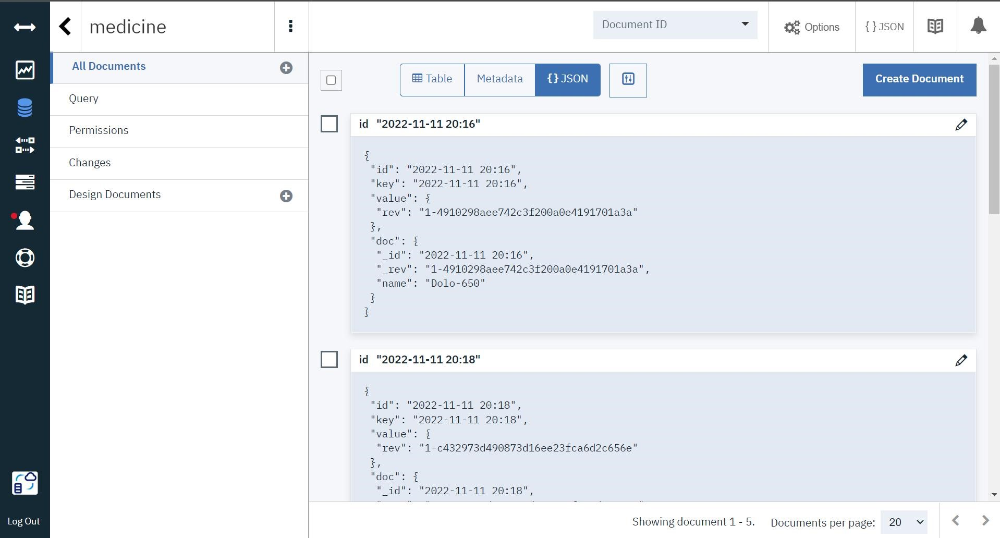 medicine
Document ID
Options
{ } JSON
All Documents
Query
Permissions
Changes
Design Documents
Log Out
Table
Metadata
{} JSON
Create Document
id "2022-11-11 20:16"
{
"id": "2022-11-11 20:16",
"key": "2022-11-11 20:16",
"value": {
"rev": "1-4910298aee742c3f200a0e4191701a3a"
},
"doc": {
"_id": "2022-11-11 20:16",
"_rev": "1-4910298aee742c3f200a0e4191701a3a",
"name": "Dolo-650"
}
}
id "2022-11-11 20:18"
{
"id": "2022-11-11 20:18",
"key": "2022-11-11 20:18",
"value": {
"rev": "1-c432973d490873d16ee23fca6d2c656e"
},
"doc": {
"_id": "2022-11-11 20:18",
Showing document 1 - 5.
Documents per page: 20